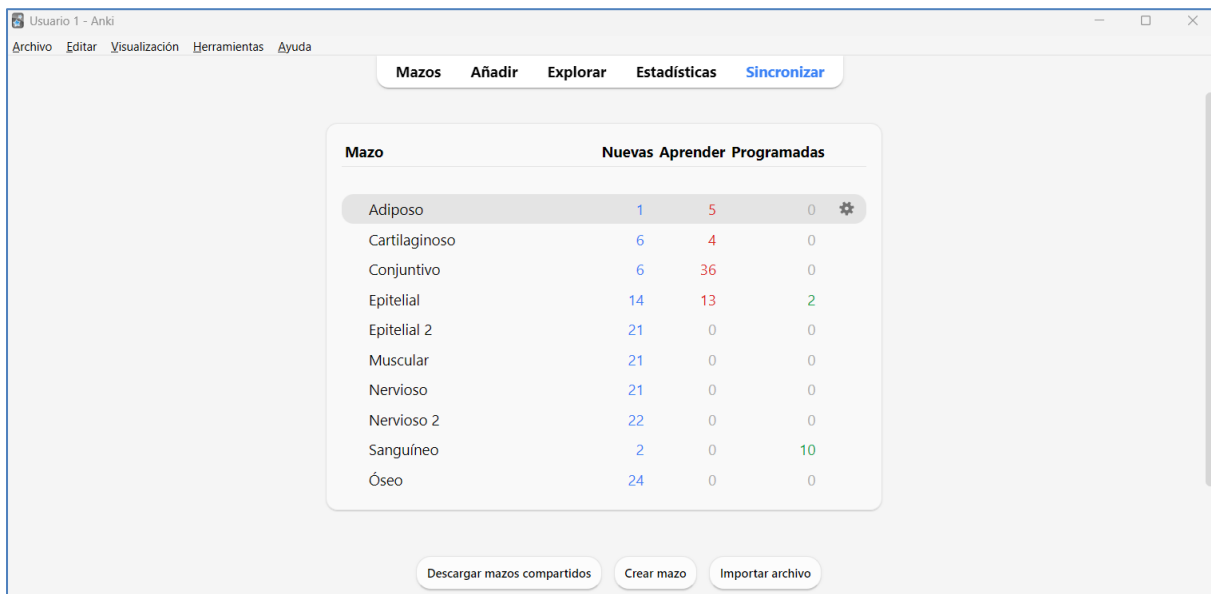 Usuario 1 - Anki
Archivo Editar Visualización Herramientas Ayuda
Mazos Añadir Explorar Estadísticas Sincronizar
Mazo Nuevas Aprender Programadas
Adiposo 1 5 0
Cartilaginoso 6 4 0
Conjuntivo 6 36 0
Epitelial 14 13 2
Epitelial 2 21 0 0
Muscular 21 0 0
Nervioso 21 0 0
Nervioso 2 22 0 0
Sanguíneo 2 0 10
Óseo 24 0 0
Descargar mazos compartidos Crear mazo Importar archivo